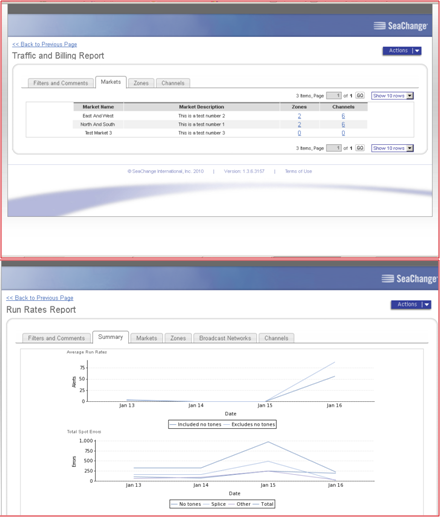 SeaChange
<< Back to Previous Page
Traffic and Billing Report
Actions
Filters and Comments Markets Zones Channels
3 Items, Page 1 of 1 GO Show 10 rows
Market Name Market Description Zones Channels
East And West This is a test number 2 2 6
North And South This is a test number 1 2 6
Test Market 3 This is a test number 3 0 0
3 Items, Page 1 of 1 GO Show 10 rows
© SeaChange International, Inc. 2010 | Version: 1.3.6.3157 | Terms of Use
SeaChange
<< Back to Previous Page
Run Rates Report
Actions
Filters and Comments Summary Markets Zones Broadcast Networks Channels
Average Run Rates
75
50
25
0
Alerts
Jan 13 Jan 14 Jan 15 Jan 16
Date
Included no tones Excludes no tones
Total Spot Errors
1,000
750
500
250
0
Errors
Jan 13 Jan 14 Jan 15 Jan 16
Date
No tones Splice Other Total